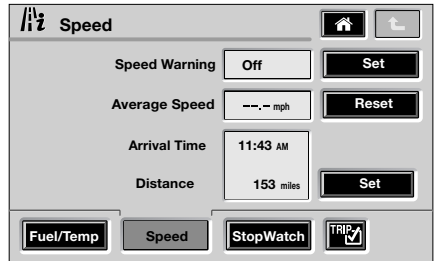 i Speed
Speed Warning Off Set
Average Speed --.- mph Reset
Arrival Time 11:43 AM
Distance 153 miles Set
Fuel/Temp Speed StopWatch TRIP